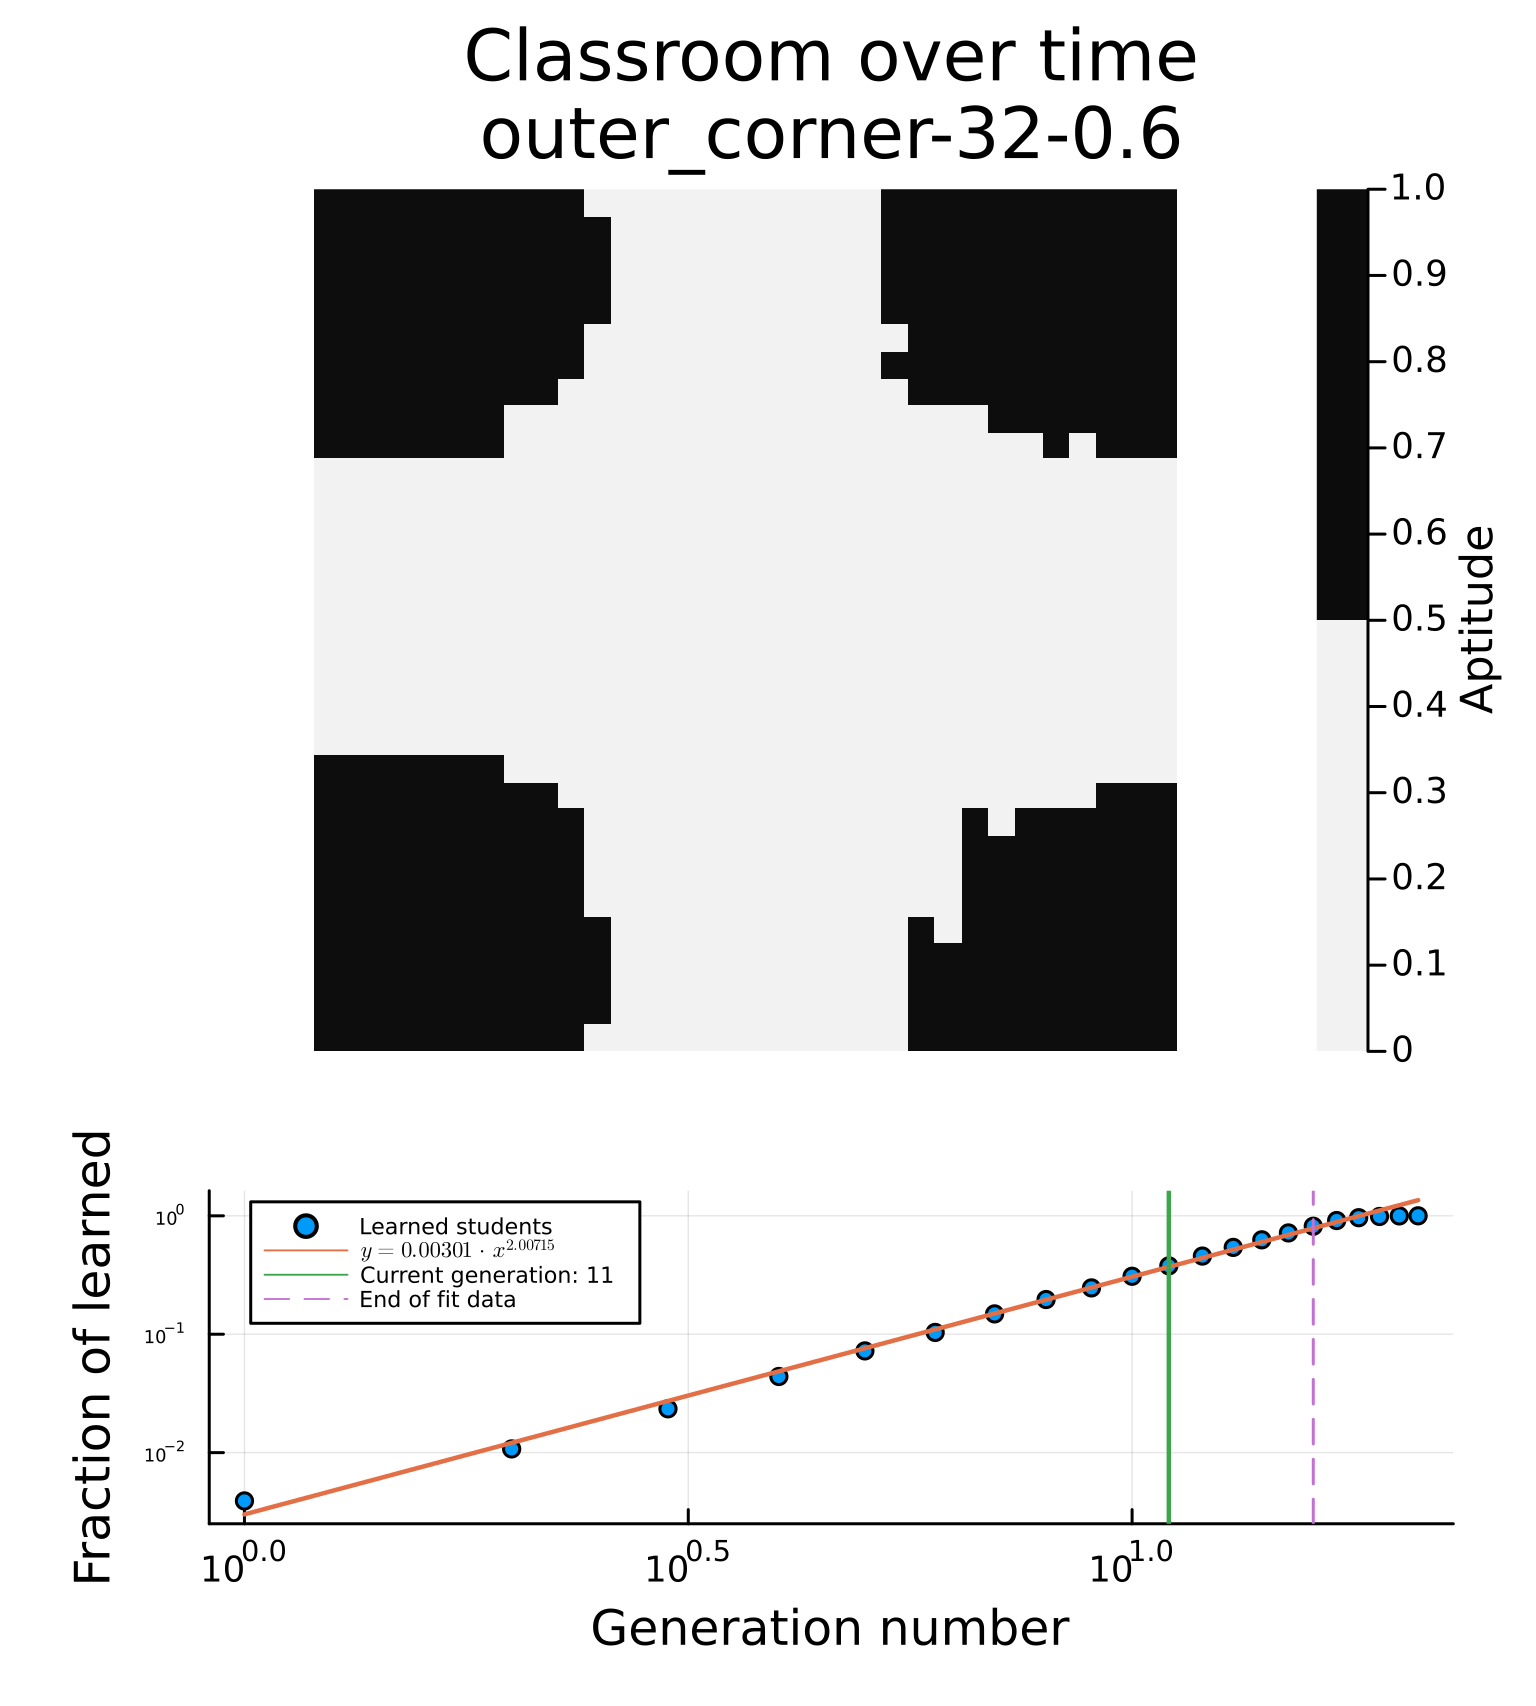 Classroom over time
outer_corner-32-0.6
1.0
0.9
0.8
0.7
0.6
0.5
0.4
0.3
0.2
0.1
0
Aptitude
Fraction of learned
10⁰
10⁻¹
10⁻²
Learned students
y = 0.00301 · x^2.00715
Current generation: 11
End of fit data
10^0.0
10^0.5
10^1.0
Generation number